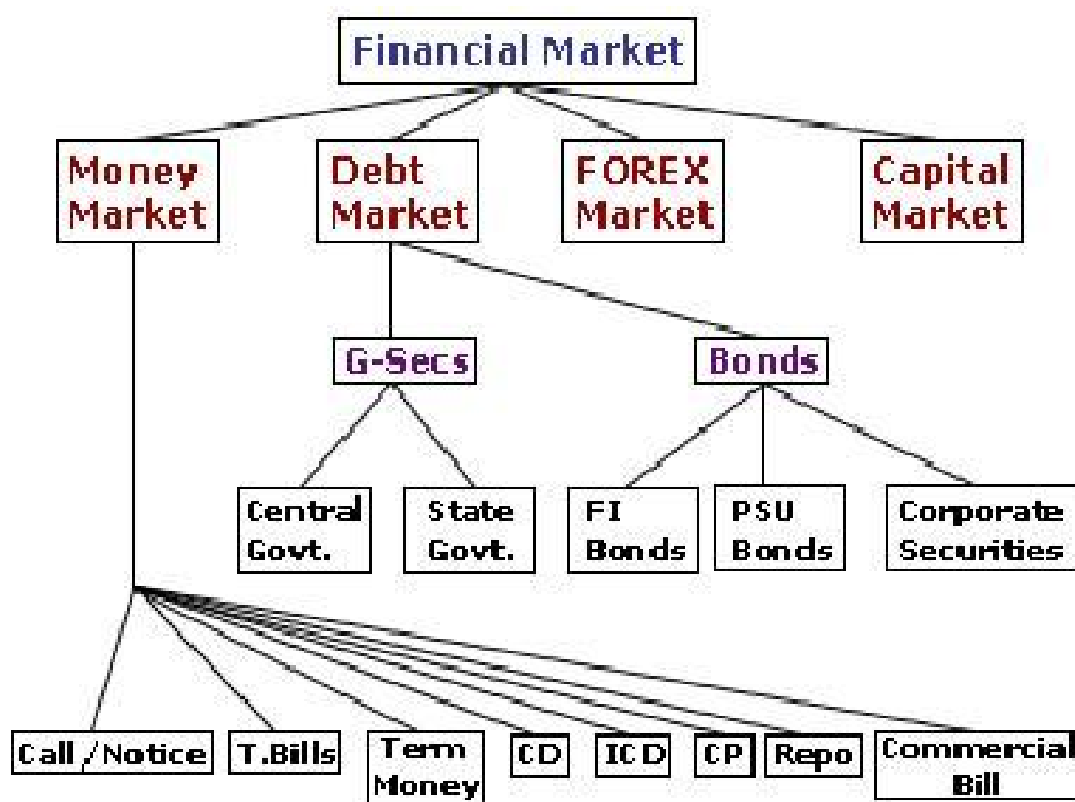 Financial Market
Money
Market
Debt
Market
FOREX
Market
Capital
Market
G-Secs
Bonds
Central
Govt.
State
Govt.
FI
Bonds
PSU
Bonds
Corporate
Securities
Call/Notice
T.Bills
Term
Money
CD
ICD
CP
Repo
Commercial
Bill